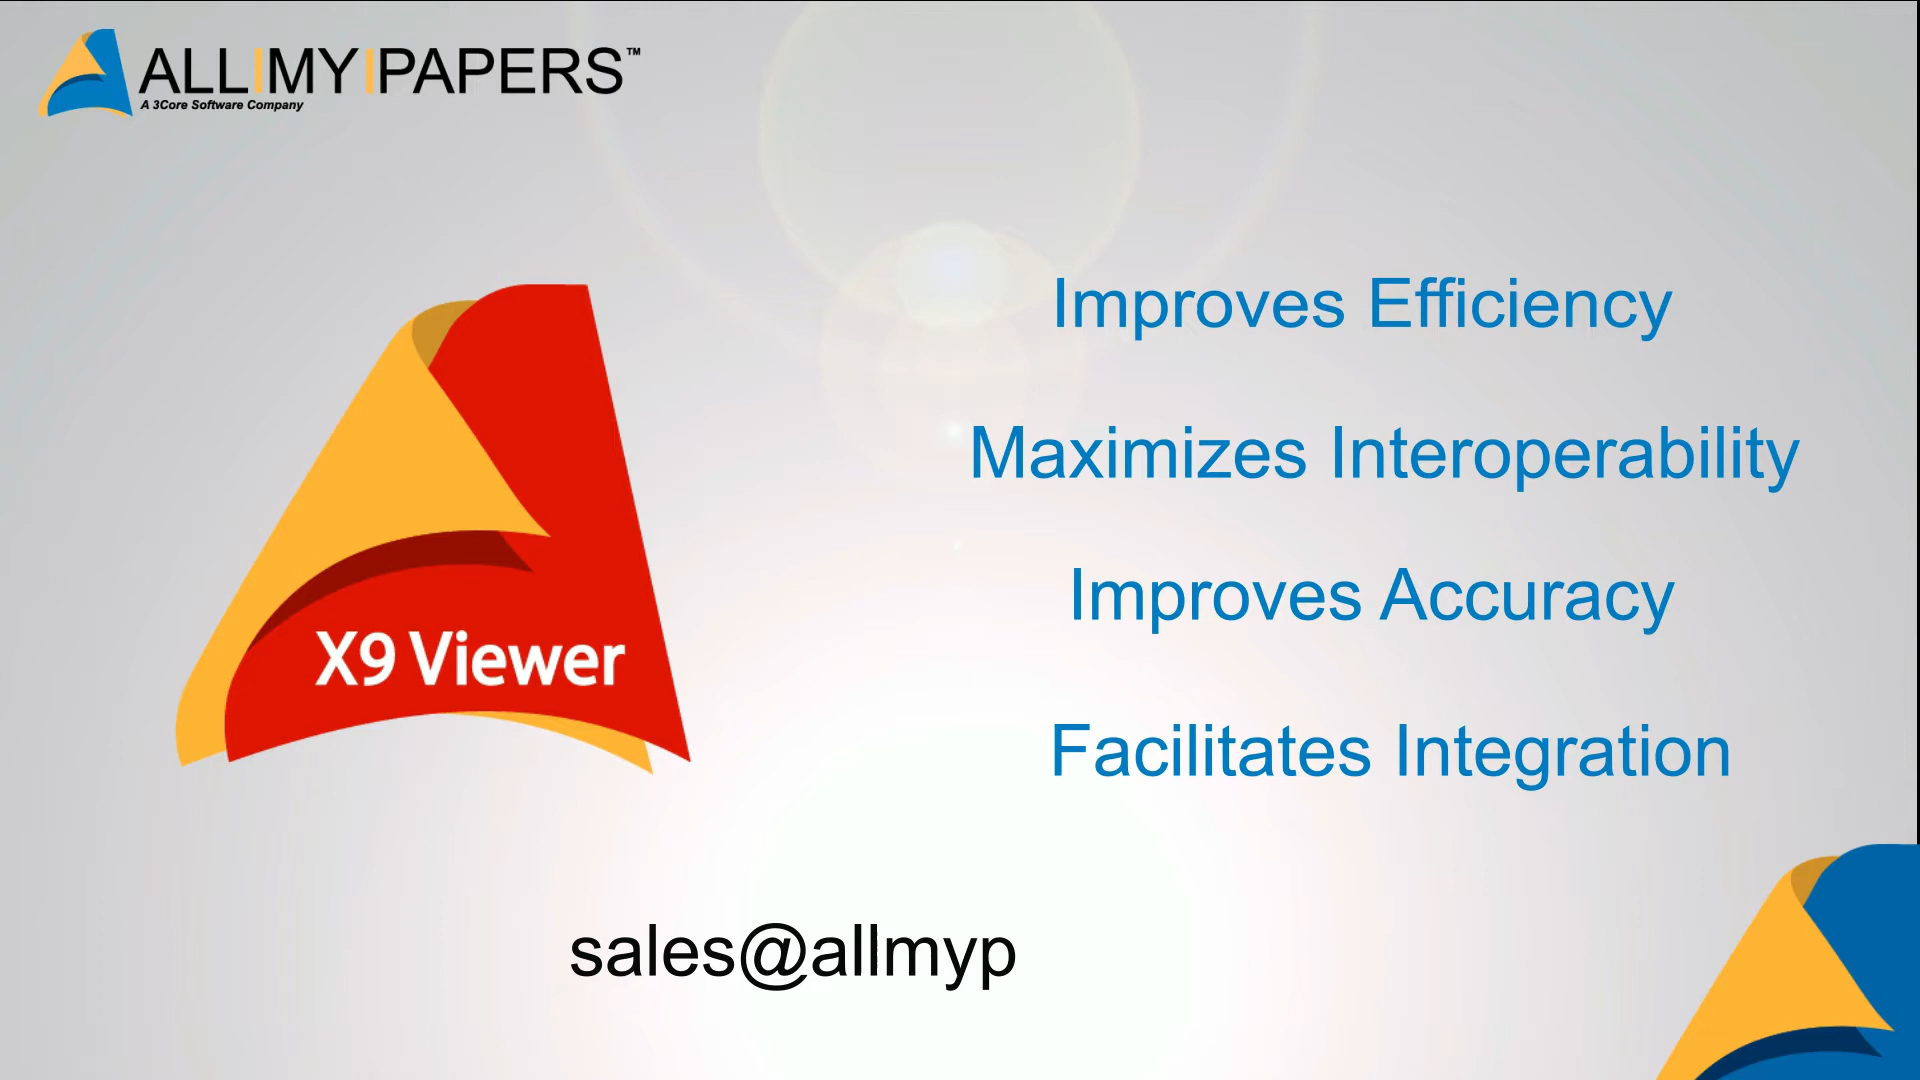 ALL|MY|PAPERS™
A 3Core Software Company
Improves Efficiency
Maximizes Interoperability
Improves Accuracy
Facilitates Integration
X9 Viewer
sales@allmyp